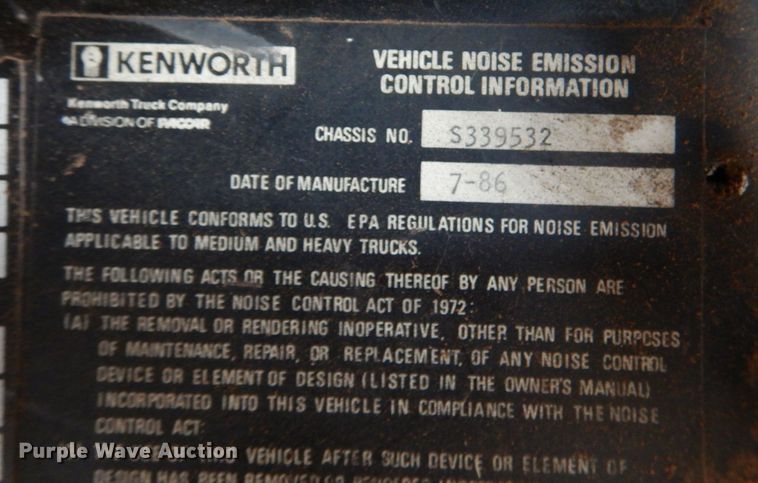 KENWORTH
VEHICLE NOISE EMISSION
CONTROL INFORMATION
Kenworth Truck Company
A DIVISION OF PACCAR
CHASSIS NO. S339532
DATE OF MANUFACTURE 7-86
THIS VEHICLE CONFORMS TO U.S. EPA REGULATIONS FOR NOISE EMISSION
APPLICABLE TO MEDIUM AND HEAVY TRUCKS.
THE FOLLOWING ACTS OR THE CAUSING THEREOF BY ANY PERSON ARE
PROHIBITED BY THE NOISE CONTROL ACT OF 1972:
(A) THE REMOVAL OR RENDERING INOPERATIVE, OTHER THAN FOR PURPOSES
OF MAINTENANCE, REPAIR, OR REPLACEMENT, OF ANY NOISE CONTROL
DEVICE OR ELEMENT OF DESIGN (LISTED IN THE OWNER'S MANUAL)
INCORPORATED INTO THIS VEHICLE IN COMPLIANCE WITH THE NOISE
CONTROL ACT:
VEHICLE AFTER SUCH DEVICE OR ELEMENT OF
DESIGN HAS BEEN REMOVED OR
Purple Wave Auction